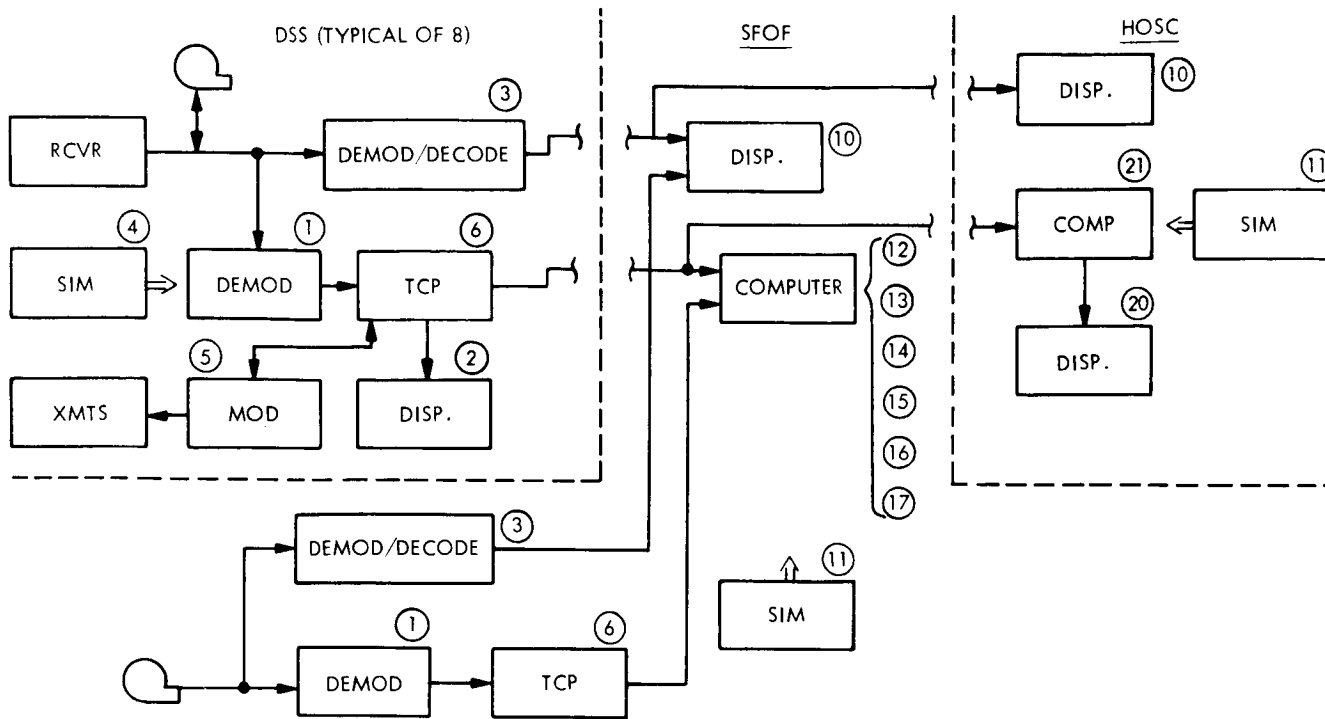 DSS (TYPICAL OF 8)
SFOF
HOSC
RCVR
3
DEMOD/DECODE
10
DISP.
10
DISP.
4
SIM
1
DEMOD
6
TCP
COMPUTER
12
13
14
15
16
17
21
COMP
11
SIM
5
XMTS
MOD
2
DISP.
20
DISP.
3
DEMOD/DECODE
11
SIM
1
DEMOD
6
TCP